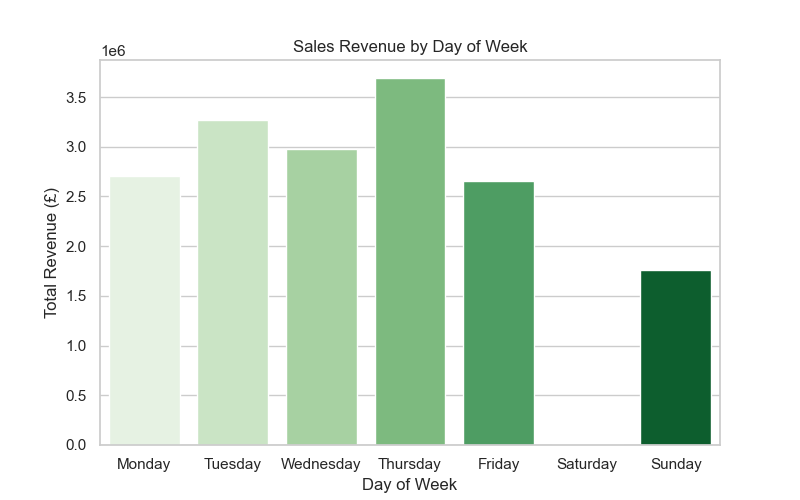 Sales Revenue by Day of Week
1e6
3.5
3.0
2.5
2.0
1.5
1.0
0.5
0.0
Total Revenue (£)
Monday Tuesday Wednesday Thursday Friday Saturday Sunday
Day of Week